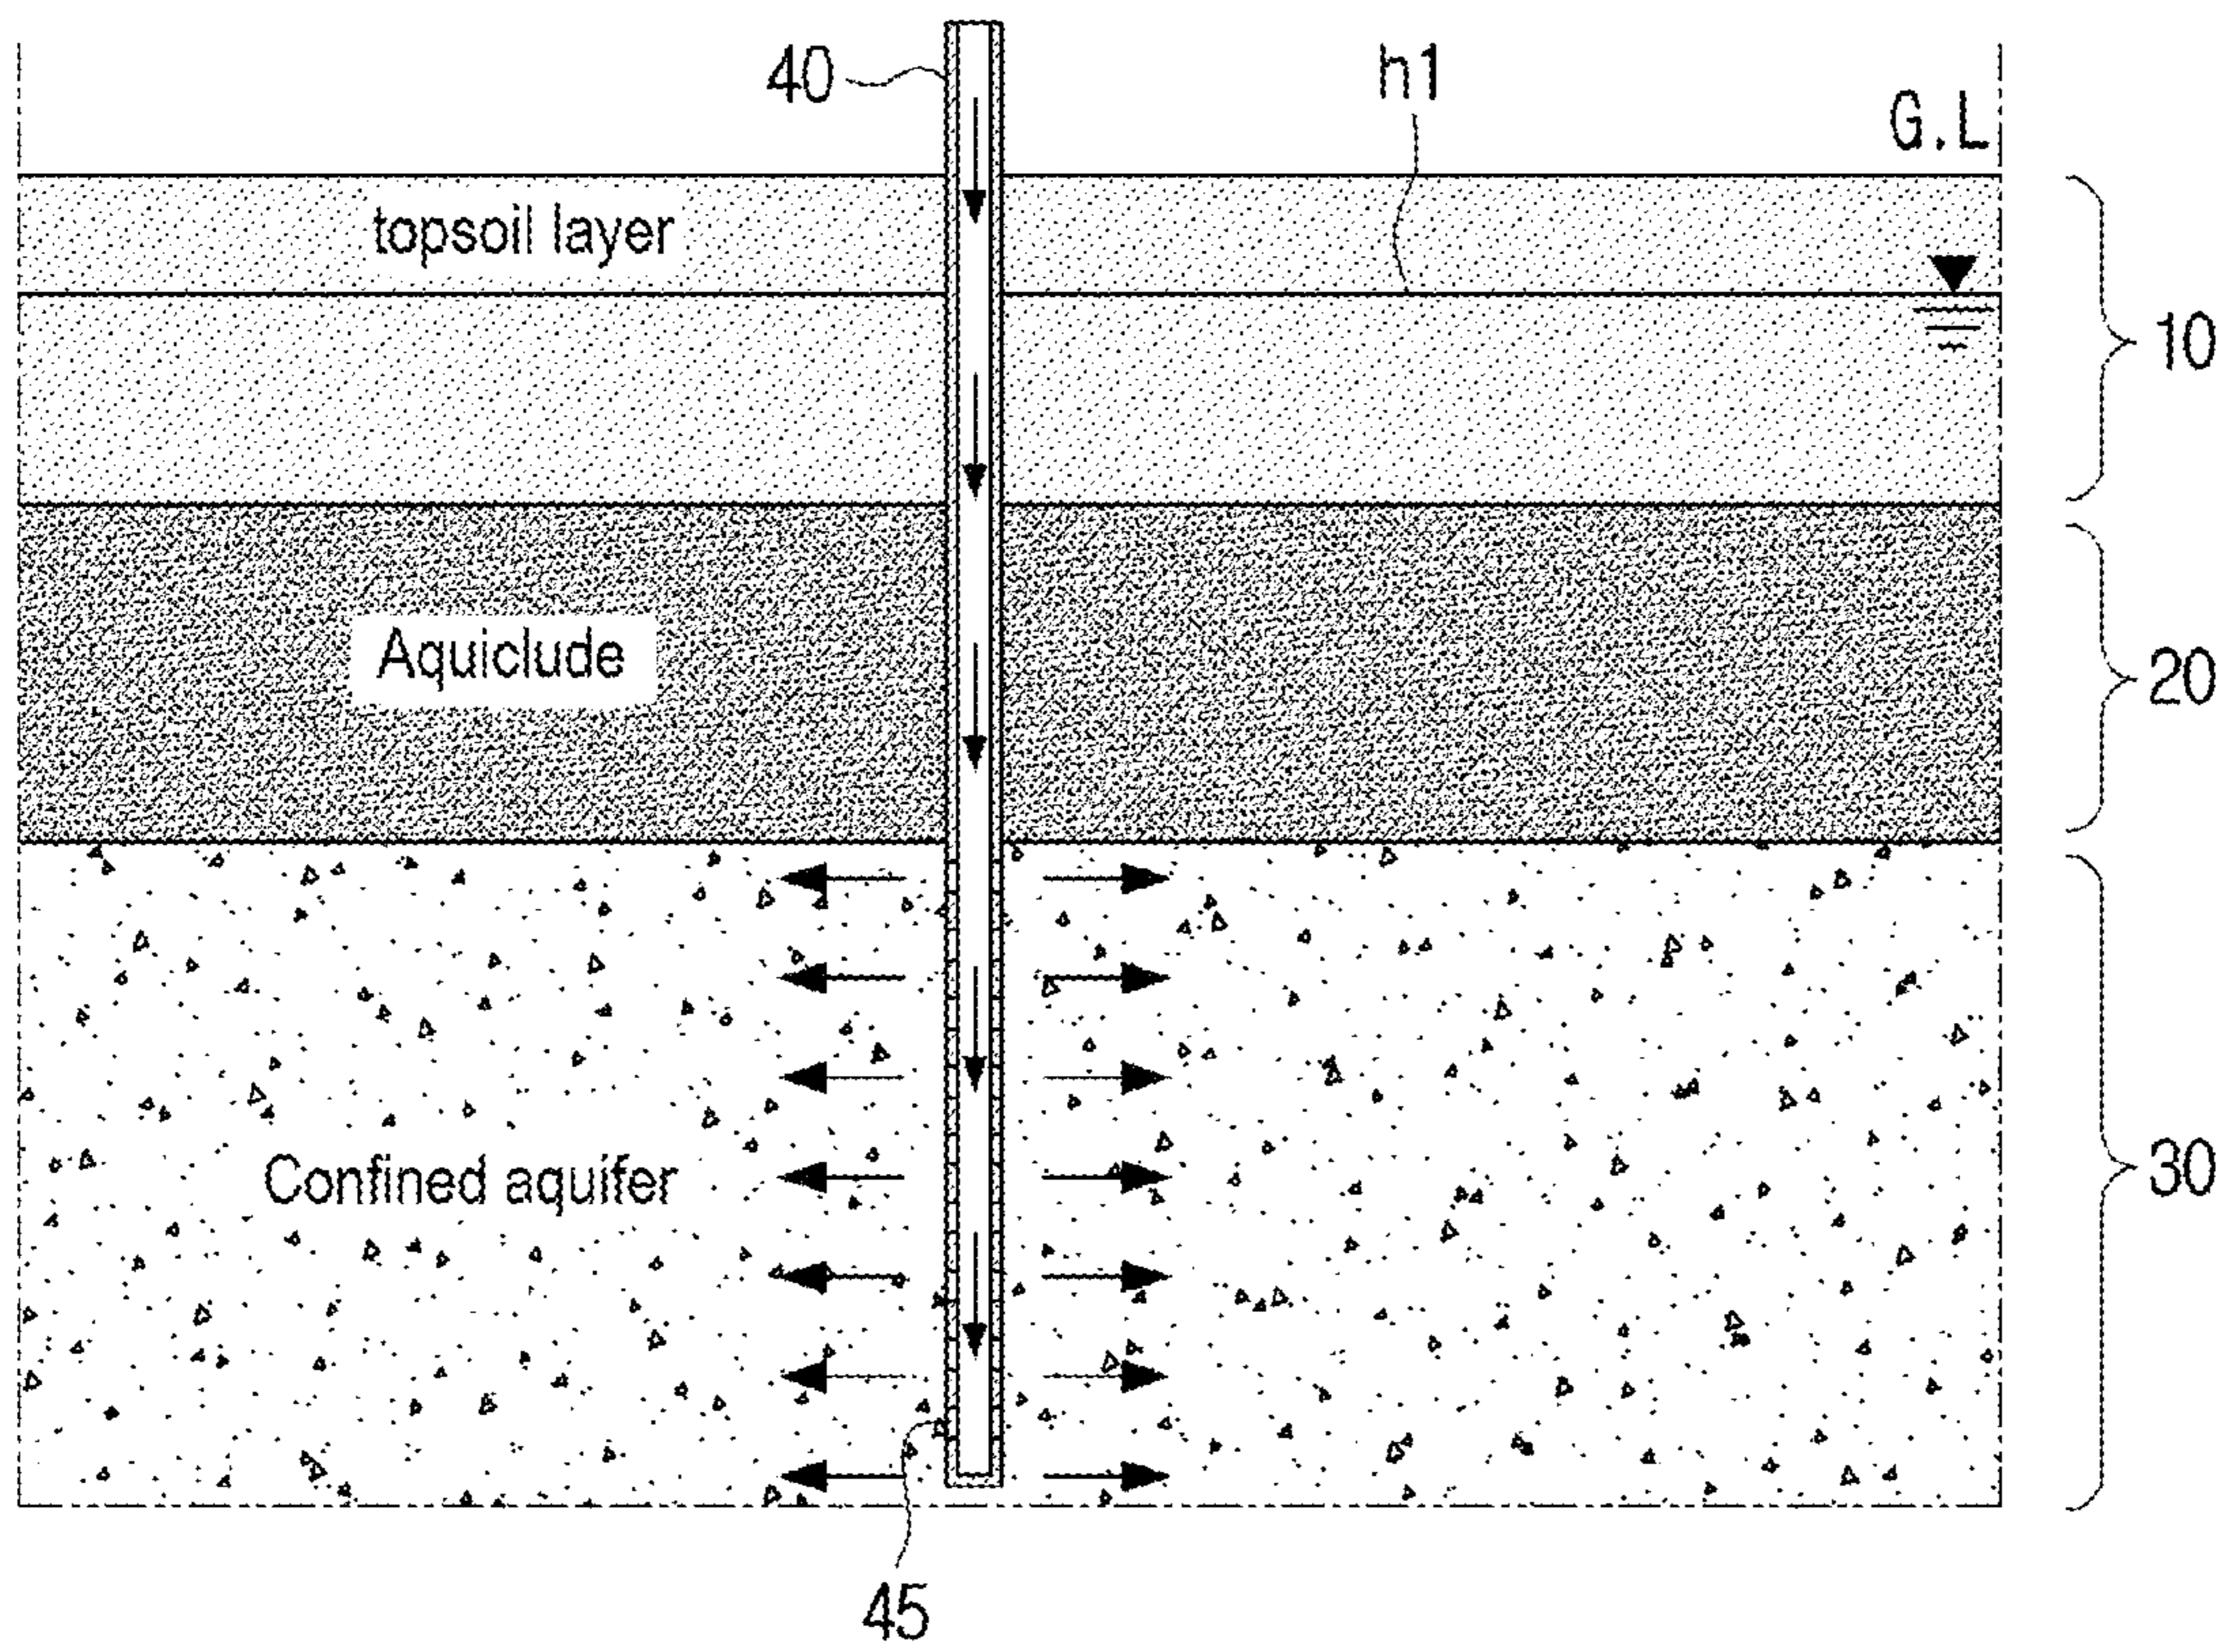 40
h1
G.L
topsoil layer
10
Aquiclude
20
Confined aquifer
30
45